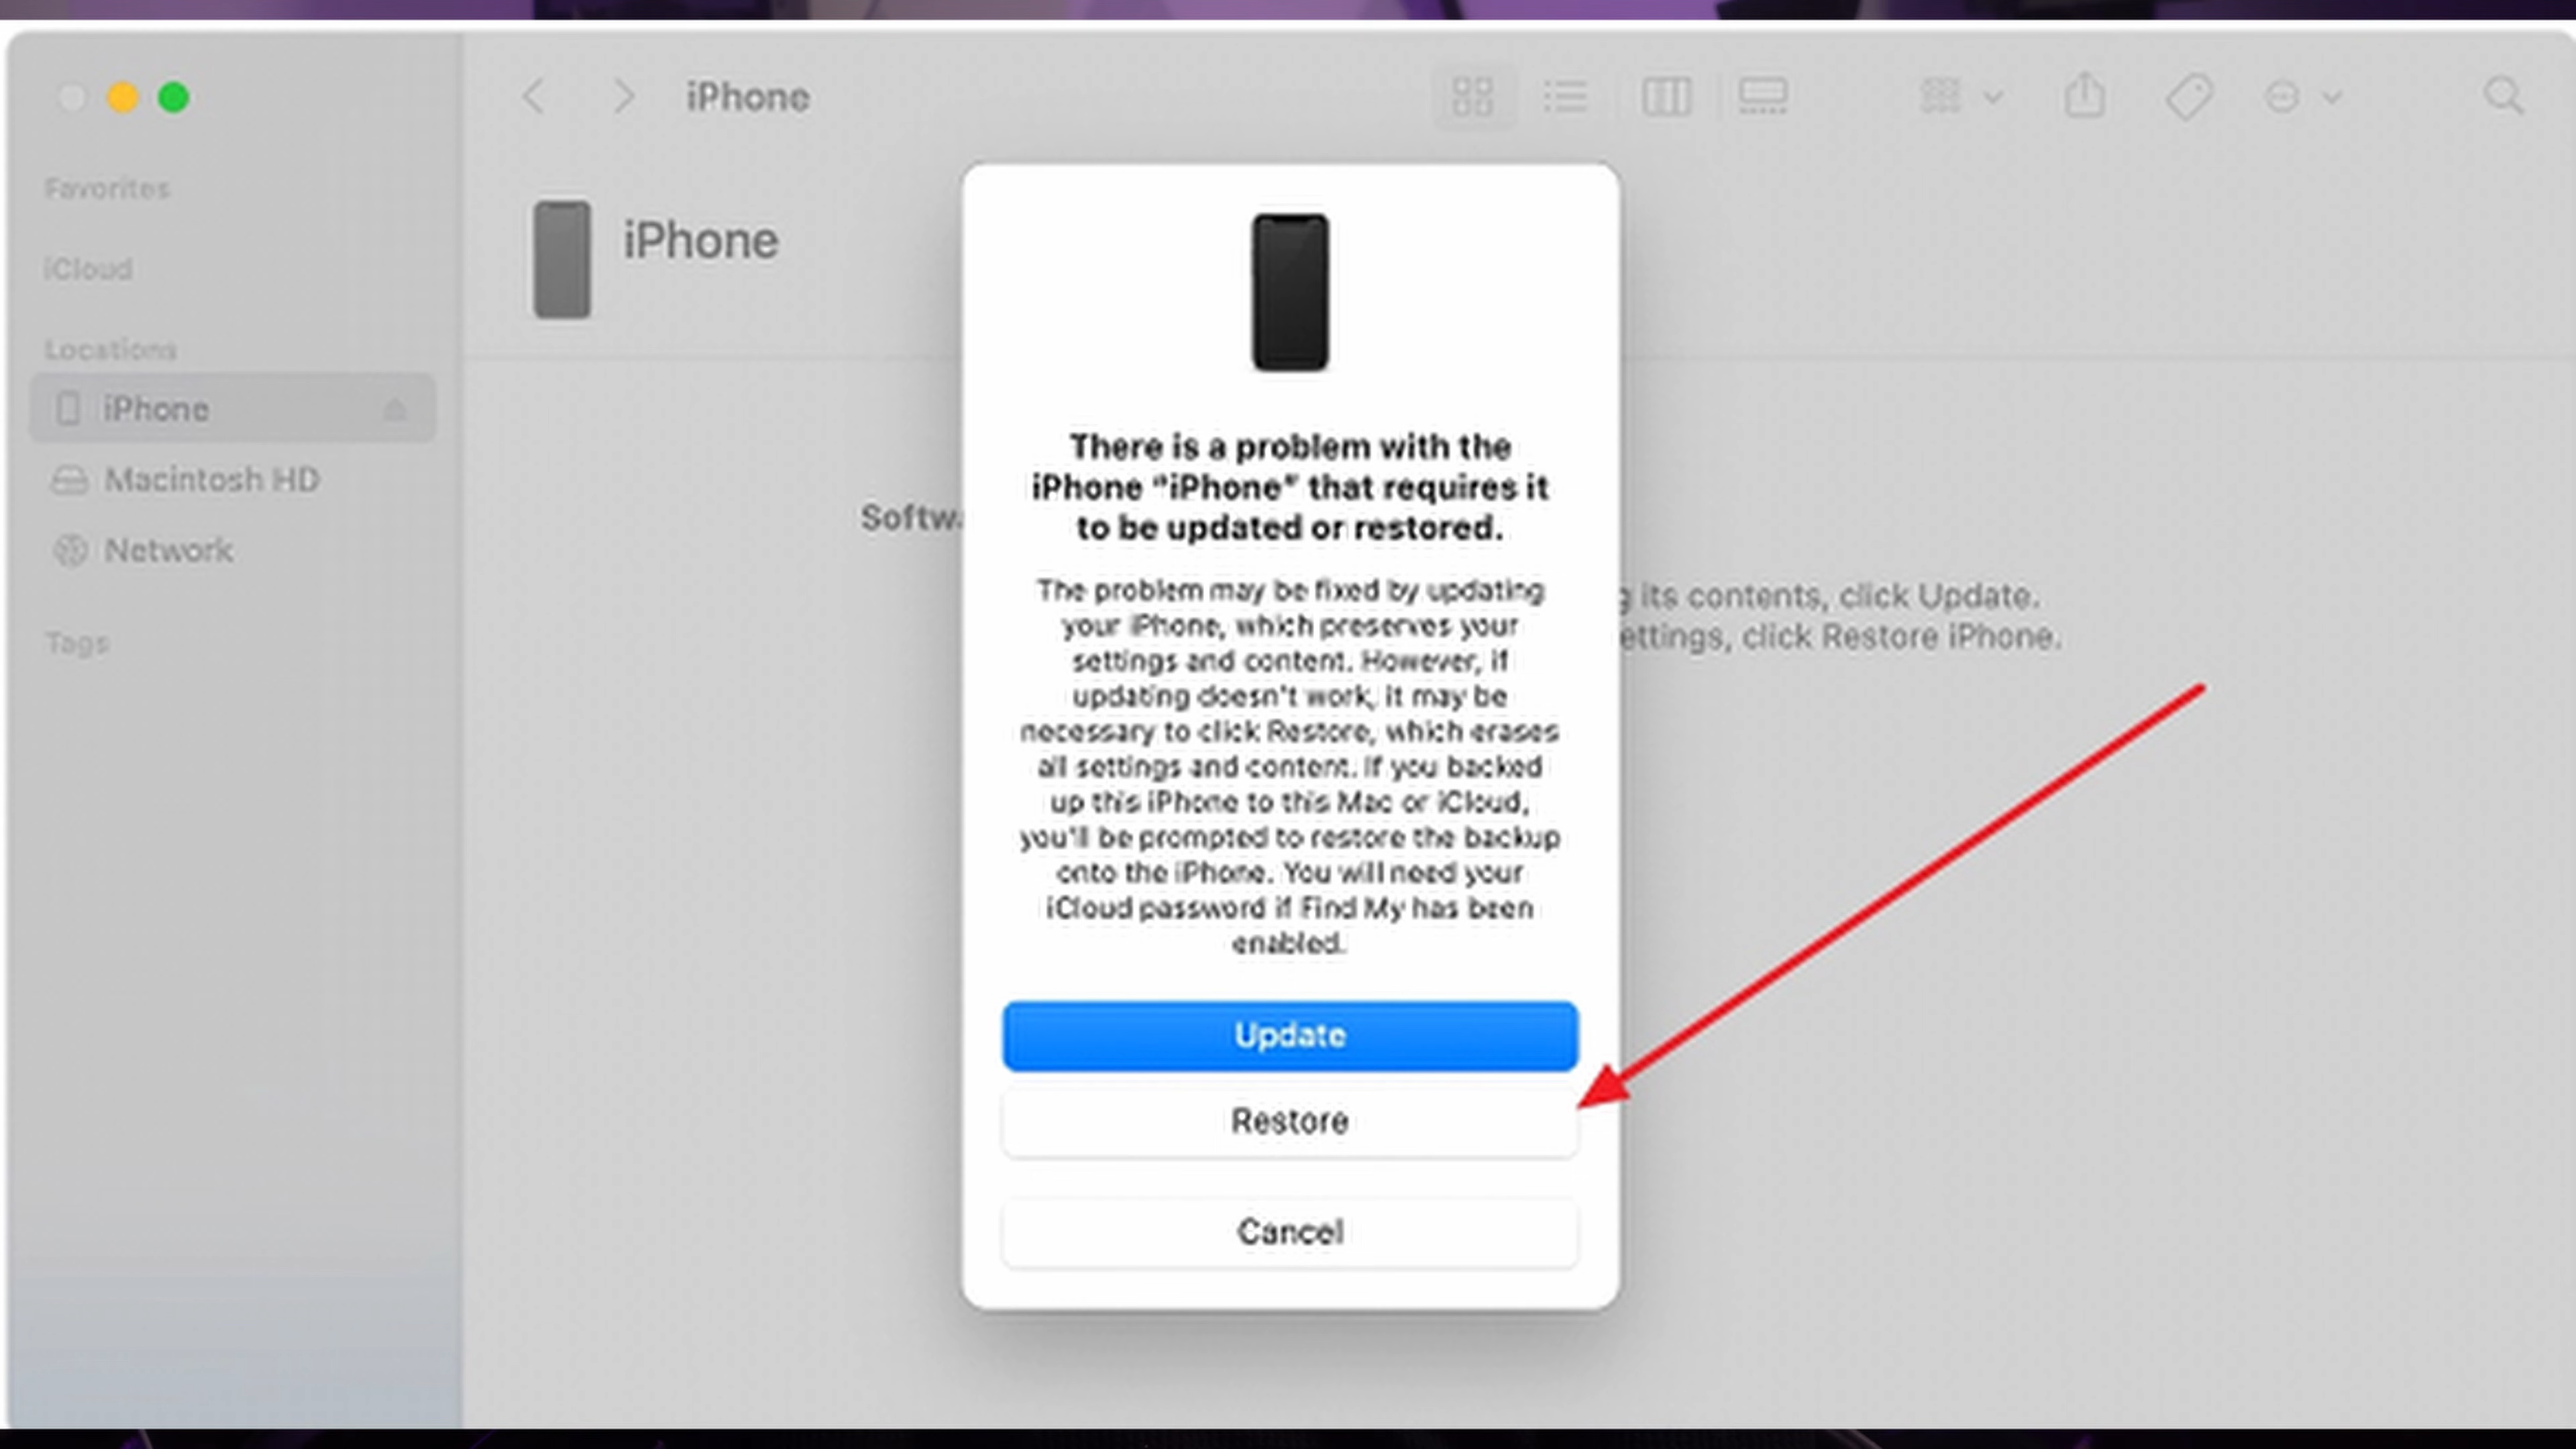 iPhone
Favorites
iCloud
Locations
iPhone
Macintosh HD
Network
Tags
iPhone
Softw
g its contents, click Update.
ettings, click Restore iPhone.
There is a problem with the
iPhone "iPhone" that requires it
to be updated or restored.
The problem may be fixed by updating
your iPhone, which preserves your
settings and content. However, if
updating doesn't work, it may be
necessary to click Restore, which erases
all settings and content. If you backed
up this iPhone to this Mac or iCloud,
you'll be prompted to restore the backup
onto the iPhone. You will need your
iCloud password if Find My has been
enabled.
Update
Restore
Cancel